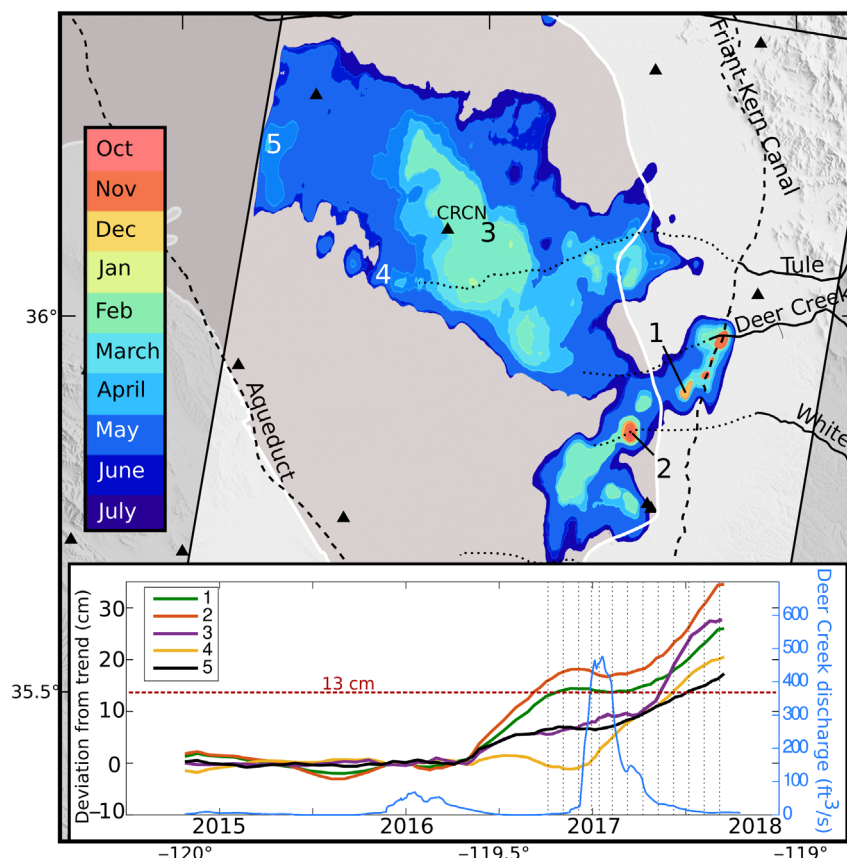 Friant-Kern Canal
5
Oct
Nov
Dec
Jan
Feb
March
April
May
June
July
CRCN
3
4
Tule
36°
1
Deer Creek
Aqueduct
White
2
1
2
3
4
5
13 cm
35.5°
Deviation from trend (cm)
30
20
10
0
−10
600
500
400
300
200
100
0
Deer Creek discharge (ft³/s)
2015
2016
2017
2018
−120°
−119.5°
−119°